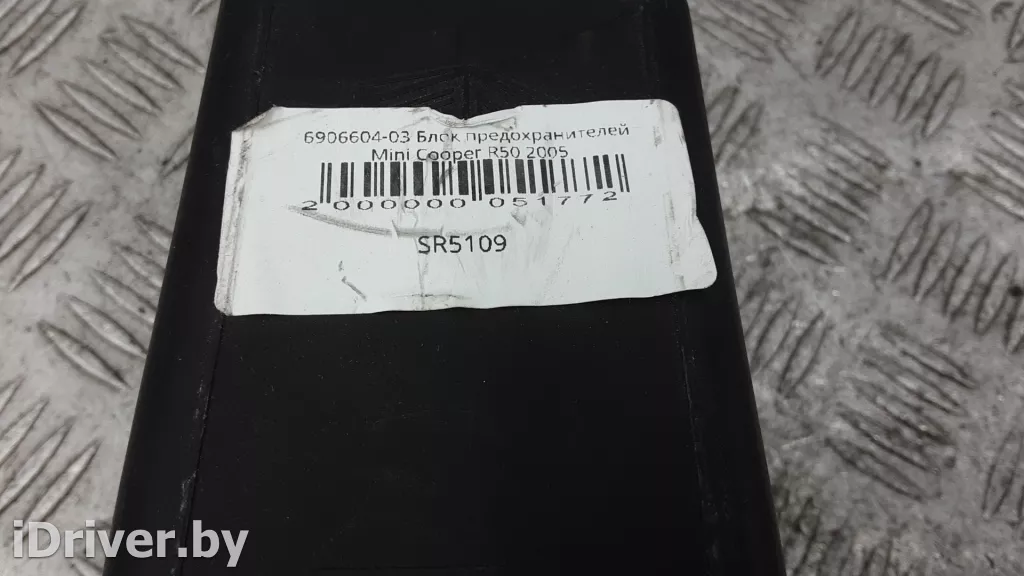 6906604-03 Блок предохранителей
Mini Cooper R50 2005
2 000000 051772
SR5109
iDriver.by